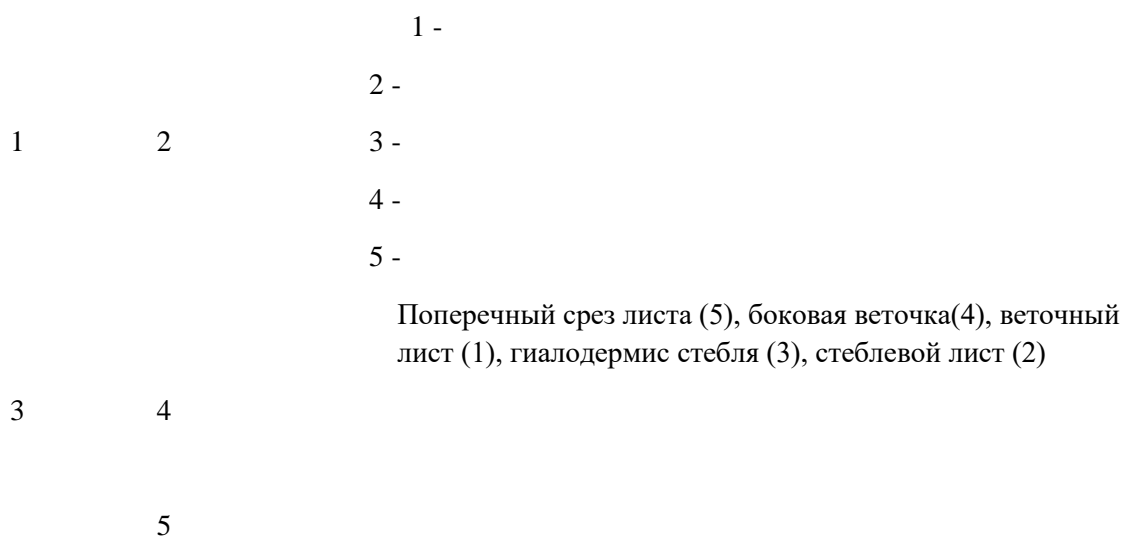 1 -
2 -
1 2 3 -
4 -
5 -
Поперечный срез листа (5), боковая веточка(4), веточный
лист (1), гиалодермис стебля (3), стеблевой лист (2)
3 4
5